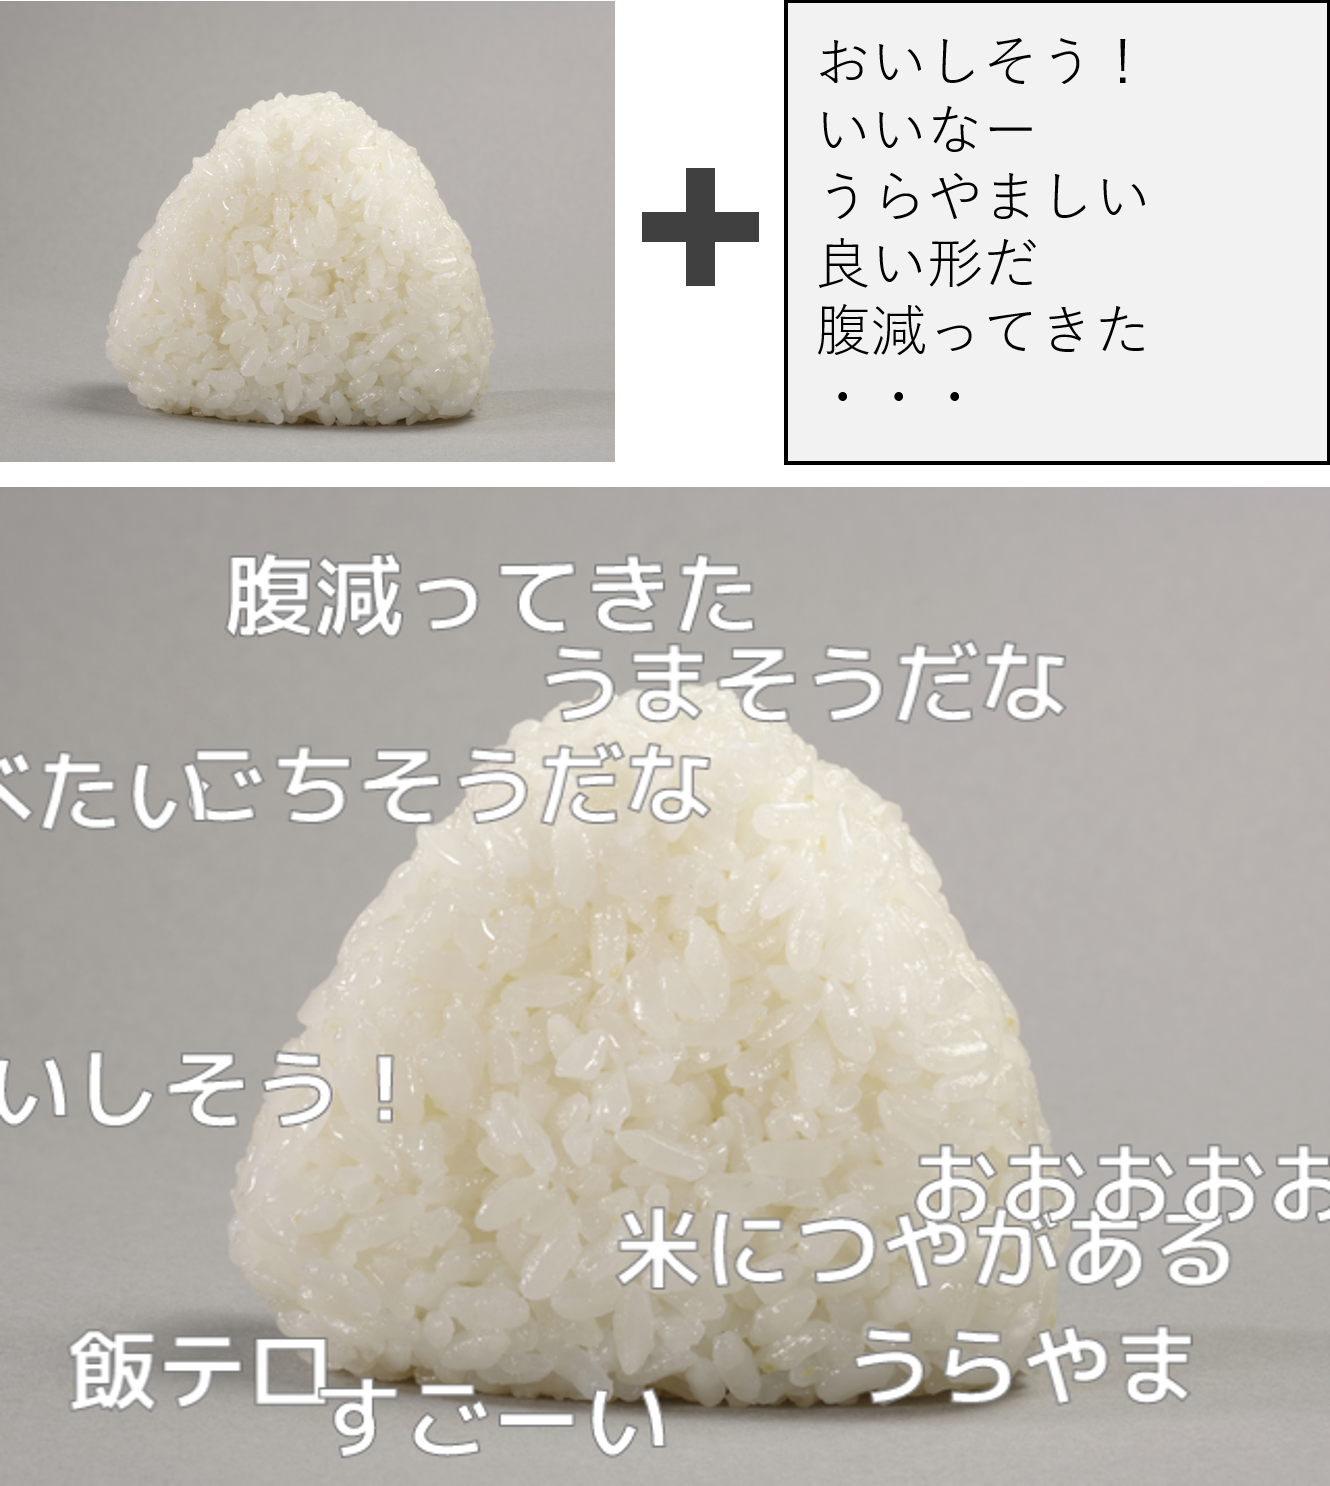 おいしそう！
いいなー
うらやましい
良い形だ
腹減ってきた
・・・
腹減ってきた
うまそうだな
べたい
ごちそうだな
いしそう！
おおおおお
米につやがある
うらやま
飯テロ
すごーい